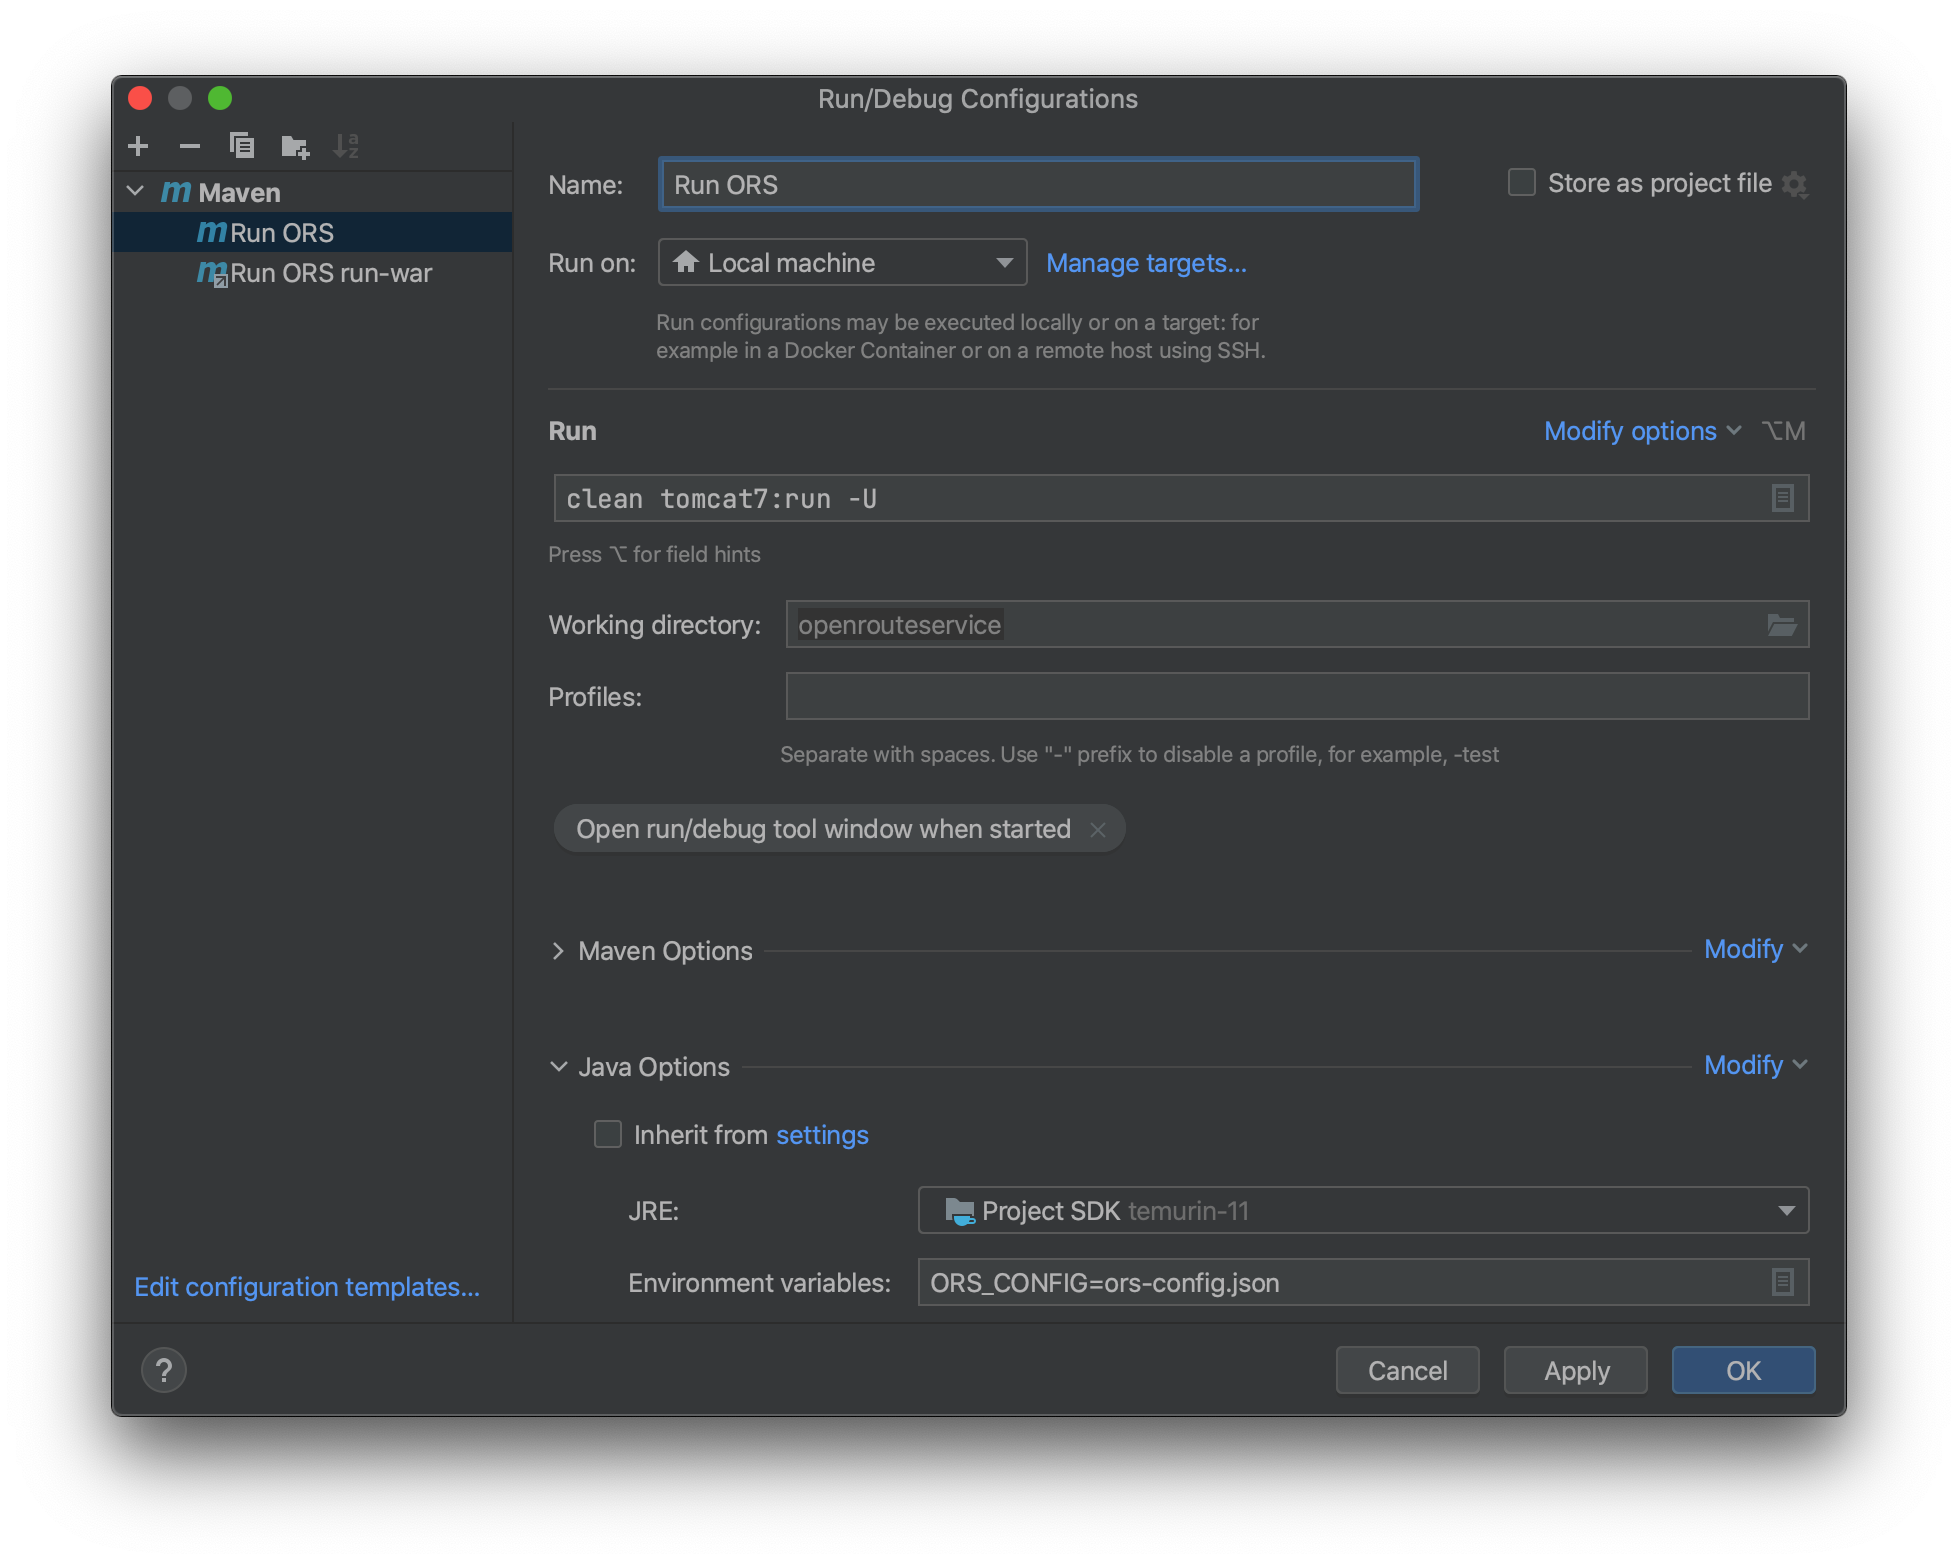 Run/Debug Configurations
Maven
Run ORS
Run ORS run-war
Edit configuration templates...
Name: Run ORS
Store as project file
Run on: Local machine Manage targets...
Run configurations may be executed locally or on a target: for
example in a Docker Container or on a remote host using SSH.
Run
Modify options ⌥M
clean tomcat7:run -U
Press ⌥ for field hints
Working directory: openrouteservice
Profiles:
Separate with spaces. Use "-" prefix to disable a profile, for example, -test
Open run/debug tool window when started
Maven Options Modify
Java Options Modify
Inherit from settings
JRE: Project SDK temurin-11
Environment variables: ORS_CONFIG=ors-config.json
? Cancel Apply OK